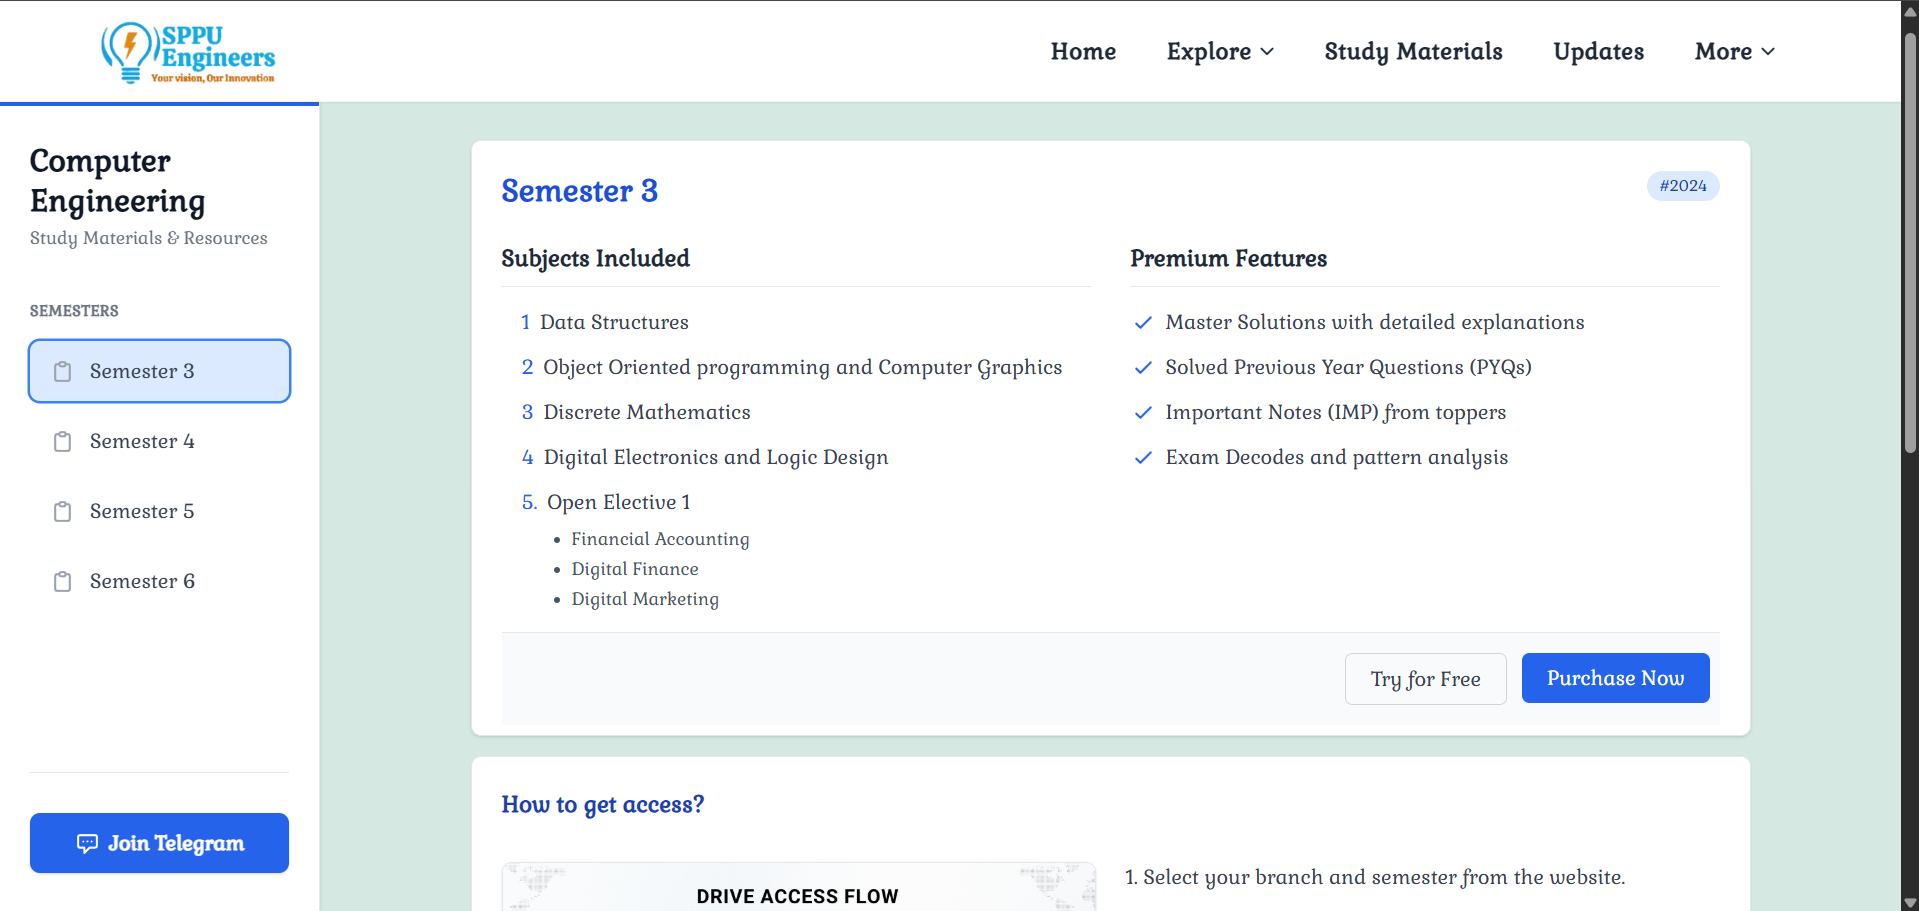 SPPU
Engineers
Your vision, Our Innovation
Home
Explore
Study Materials
Updates
More
Computer
Engineering
Study Materials & Resources
SEMESTERS
Semester 3
Semester 4
Semester 5
Semester 6
Join Telegram
Semester 3
#2024
Subjects Included
1 Data Structures
2 Object Oriented programming and Computer Graphics
3 Discrete Mathematics
4 Digital Electronics and Logic Design
5. Open Elective 1
• Financial Accounting
• Digital Finance
• Digital Marketing
Premium Features
Master Solutions with detailed explanations
Solved Previous Year Questions (PYQs)
Important Notes (IMP) from toppers
Exam Decodes and pattern analysis
Try for Free
Purchase Now
How to get access?
DRIVE ACCESS FLOW
1. Select your branch and semester from the website.